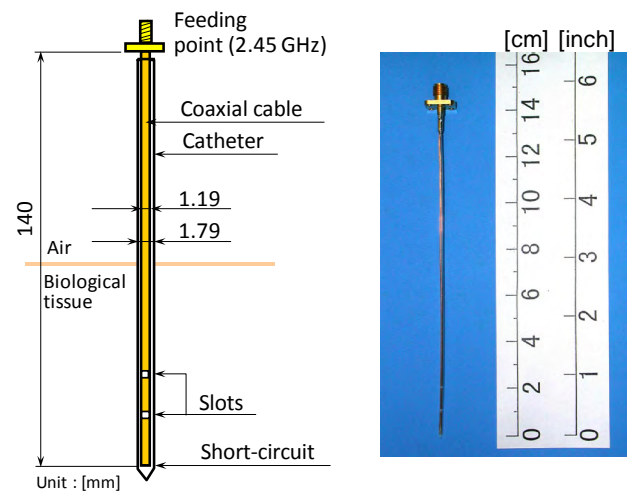 Feeding
point (2.45 GHz)
Coaxial cable
Catheter
1.19
1.79
140
Air
Biological
tissue
Slots
Short-circuit
Unit : [mm]
[cm] [inch]
16
14
12
10
8
6
4
2
0
6
5
4
3
2
1
0